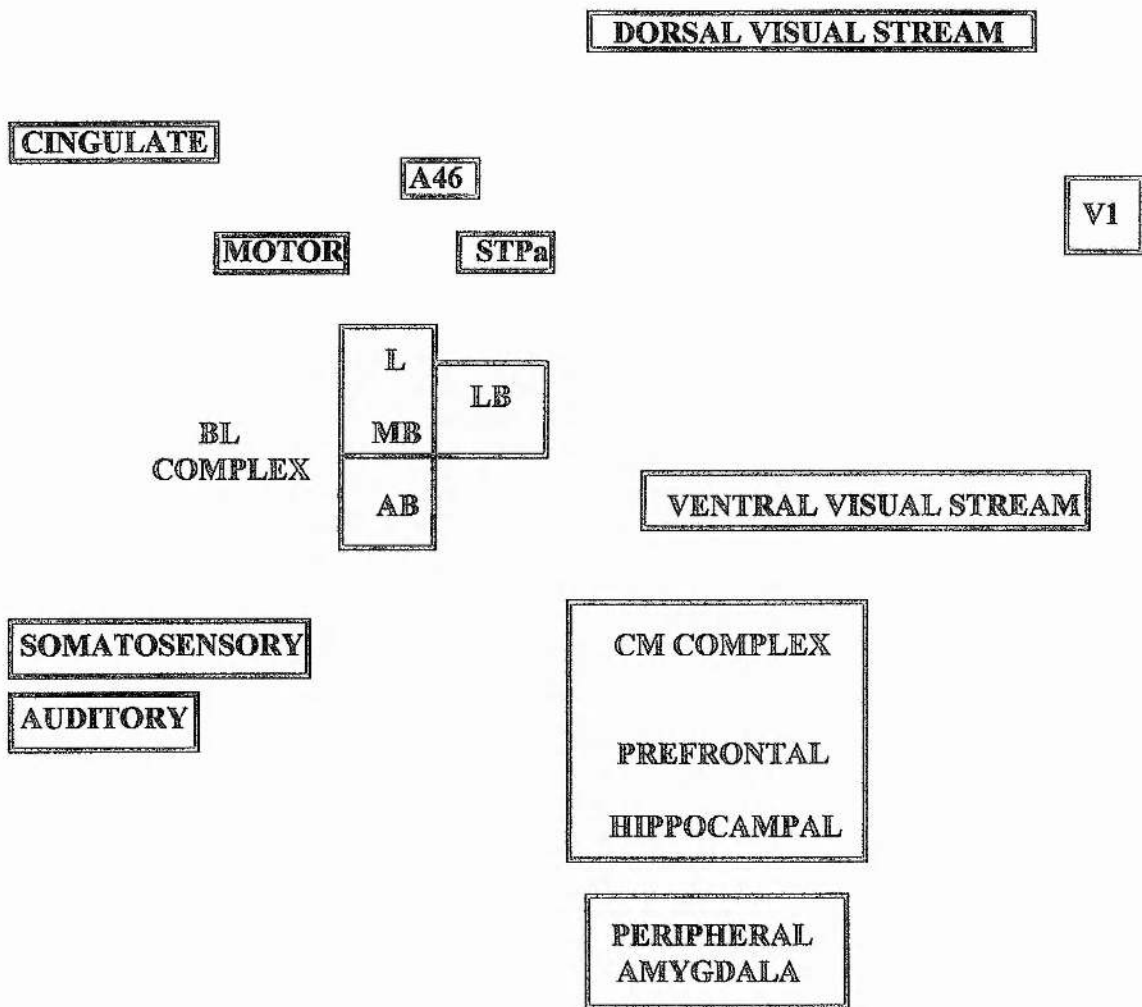 DORSAL VISUAL STREAM
CINGULATE
A46
V1
MOTOR
STPa
L
LB
BL
COMPLEX
MB
AB
VENTRAL VISUAL STREAM
SOMATOSENSORY
AUDITORY
CM COMPLEX
PREFRONTAL
HIPPOCAMPAL
PERIPHERAL
AMYGDALA